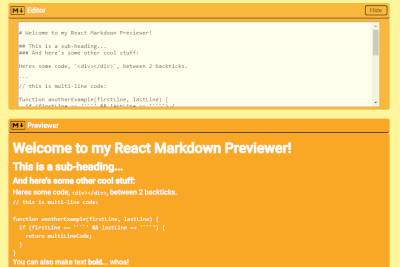 M↓ Editor
Hide
# Welcome to my React Markdown Previewer!
## This is a sub-heading...
### And here's some other cool stuff:
Heres some code, `<div></div>`, between 2 backticks.
```
// this is multi-line code:
function anotherExample(firstLine, lastLine) {
if (firstLine == '```' && lastLine == '```') {
M↓ Previewer
Welcome to my React Markdown Previewer!
This is a sub-heading...
And here's some other cool stuff:
Heres some code, <div></div>, between 2 backticks.
// this is multi-line code:
function anotherExample(firstLine, lastLine) {
if (firstLine == '```' && lastLine == '```') {
return multiLineCode;
}
}
You can also make text bold... whoa!